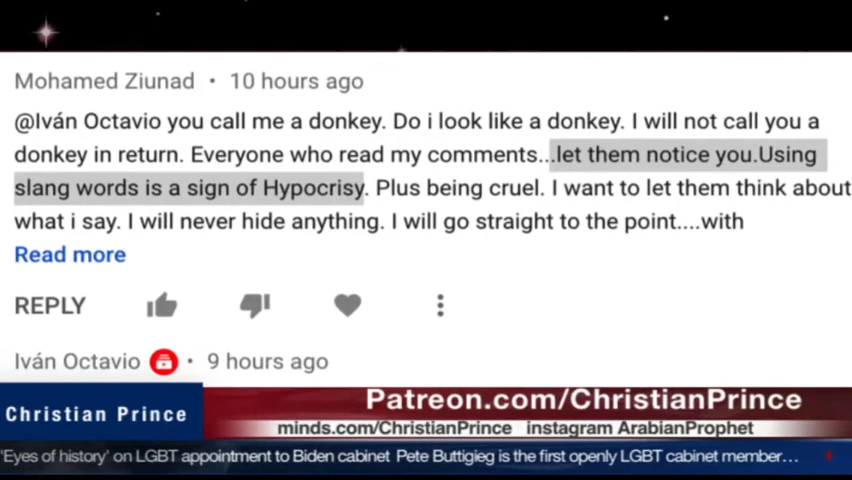 Mohamed Ziunad • 10 hours ago
@Iván Octavio you call me a donkey. Do i look like a donkey. I will not call you a
donkey in return. Everyone who read my comments...let them notice you.Using
slang words is a sign of Hypocrisy. Plus being cruel. I want to let them think about
what i say. I will never hide anything. I will go straight to the point....with
Read more
REPLY
Iván Octavio • 9 hours ago
Patreon.com/ChristianPrince
Christian Prince
minds.com/ChristianPrince instagram ArabianProphet
'Eyes of history' on LGBT appointment to Biden cabinet Pete Buttigieg is the first openly LGBT cabinet member...